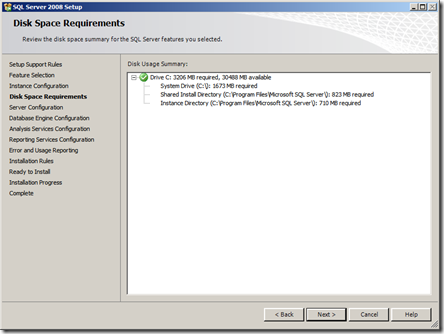 SQL Server 2008 Setup
Disk Space Requirements
Review the disk space summary for the SQL Server features you selected.
Setup Support Rules
Feature Selection
Instance Configuration
Disk Space Requirements
Server Configuration
Database Engine Configuration
Analysis Services Configuration
Reporting Services Configuration
Error and Usage Reporting
Installation Rules
Ready to Install
Installation Progress
Complete
Disk Usage Summary:
Drive C: 3206 MB required, 30488 MB available
System Drive (C:\): 1673 MB required
Shared Install Directory (C:\Program Files\Microsoft SQL Server\): 823 MB required
Instance Directory (C:\Program Files\Microsoft SQL Server\): 710 MB required
< Back
Next >
Cancel
Help